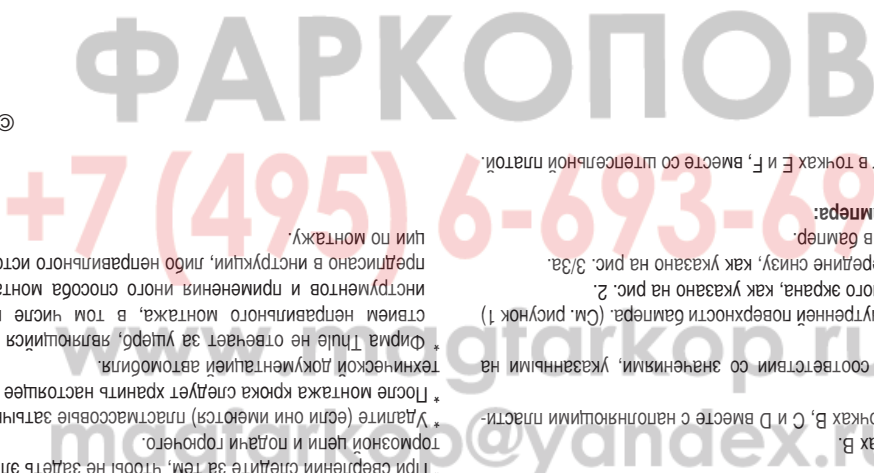 ФАРКОПОВ
+7 (495) 6-693-69
www.magfarkop.ru
magfarkop@yandex.
ах B.
очках B, C и D вместе с наполняющими пласти-
соответствии со значениями, указанными на
утренней поверхности бампера. (См. рисунок 1)
ого экрана, как указано на рис. 2.
ередине снизу, как указано на рис. 3/3a.
в бампер.
мпера:
т в точках E и F, вместе со штепсельной платой.
При сверлении следите за тем, чтобы не задеть эл
тормозной цепи и подачи горючего.
* Удалите (если они имеются) пластмассовые затыч
* После монтажа крюка следует хранить настоящее
технической документацией автомобиля.
* Фирма Thule не отвечает за ущерб, являющийся
ствием неправильного монтажа, в том числе
инструментов и применения иного способа монта
предписано в инструкции, либо неправильного исто
ции по монтажу.
©